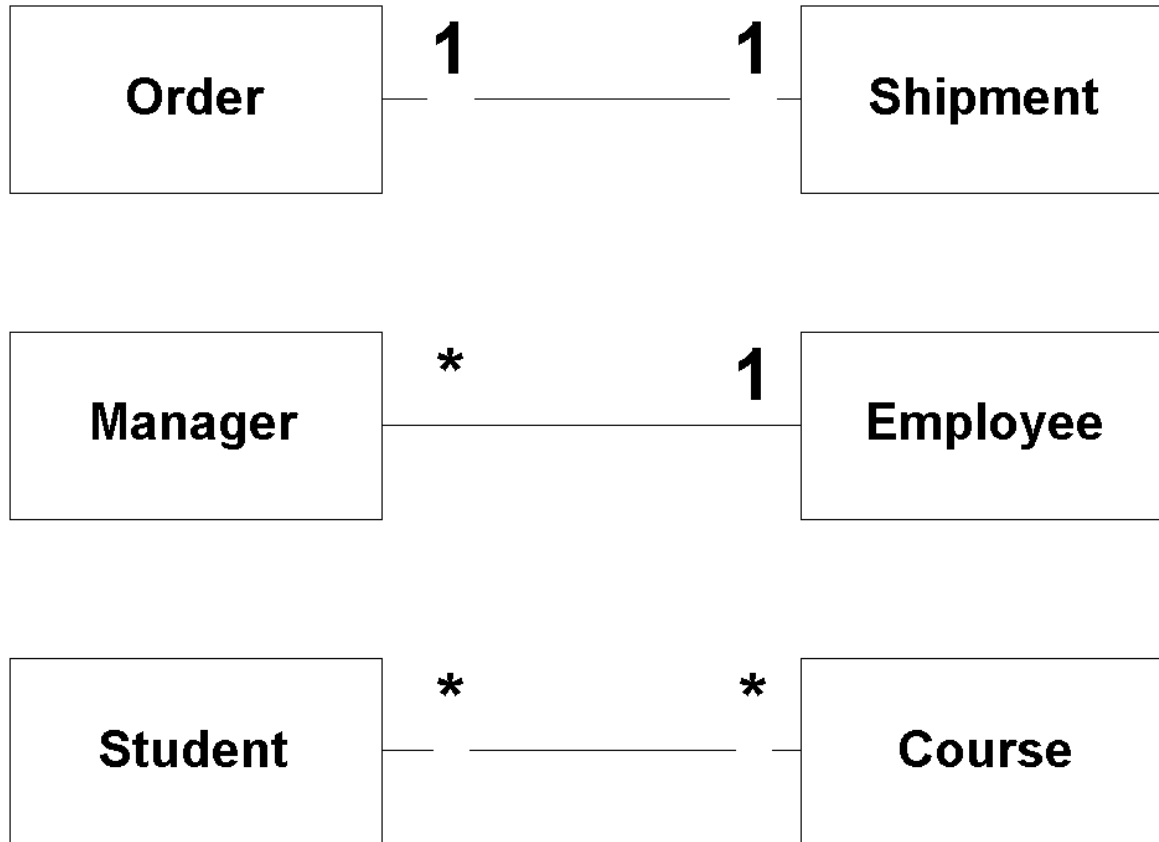 1 1
Order Shipment
* 1
Manager Employee
* *
Student Course